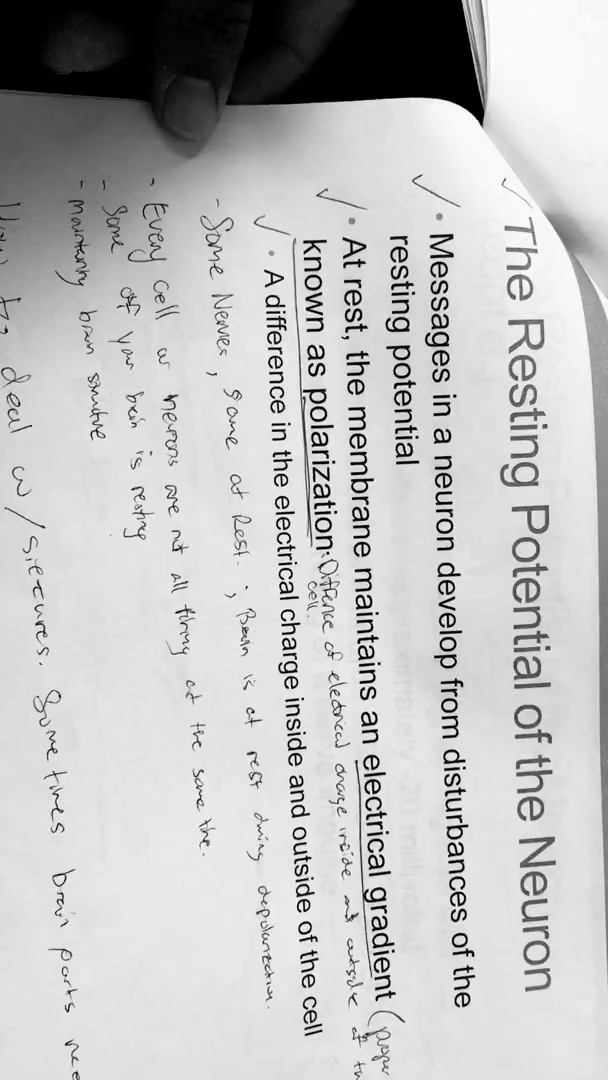 The Resting Potential of the Neuron
✓ • Messages in a neuron develop from disturbances of the
resting potential
✓ • At rest, the membrane maintains an electrical gradient (proper
known as polarization: Diffence of electrical charge inside and outside of the
cell.
✓ • A difference in the electrical charge inside and outside of the cell
- Some Nerves, some at Rest. ; Brain is at rest during depolarization.
- Every cell or neurons are not all firing at the same time.
- some of your brain is resting
- maintaining brain
to deal w/ siezures. Sometimes brain parts